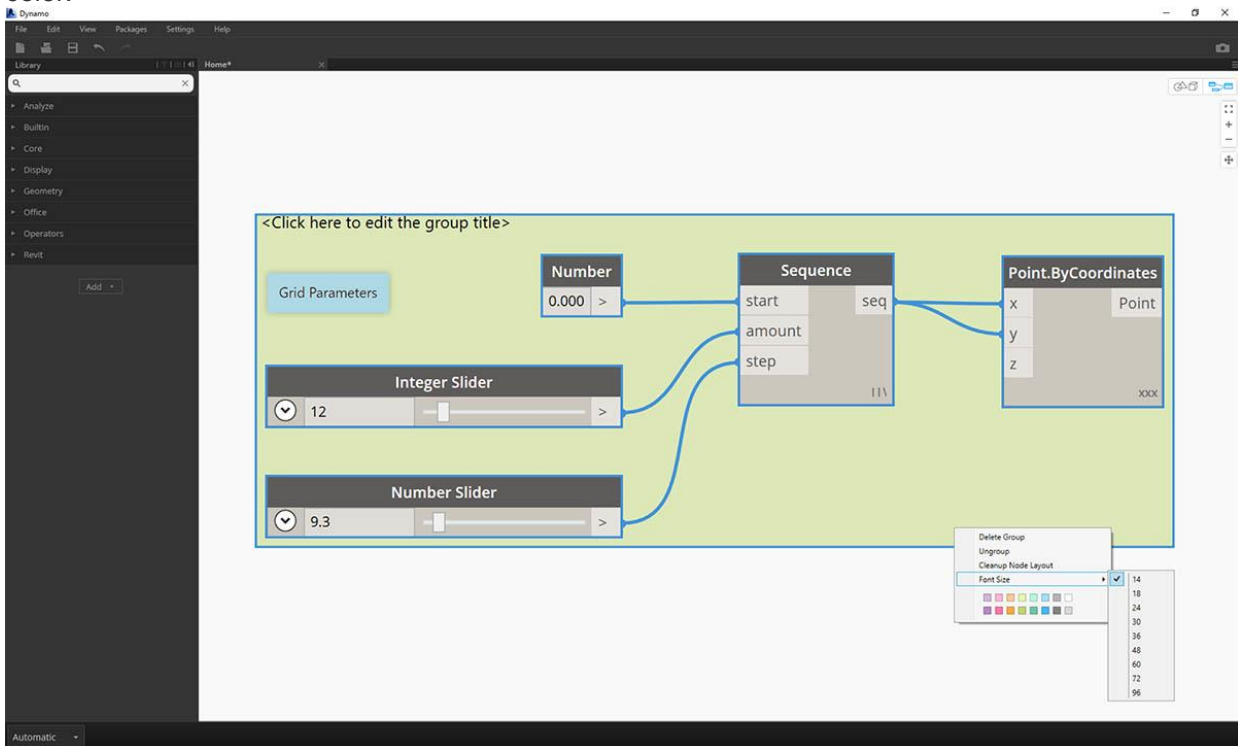 Dynamo
File Edit View Packages Settings Help
Library
Home*
Analyze
Builtin
Core
Display
Geometry
Office
Operators
Revit
Add
<Click here to edit the group title>
Grid Parameters
Number
0.000 >
Sequence
start seq
amount
step
Point.ByCoordinates
x Point
y
z
xxx
Integer Slider
12 >
Number Slider
9.3 >
Delete Group
Ungroup
Cleanup Node Layout
Font Size
14
18
24
30
36
48
60
72
96
Automatic